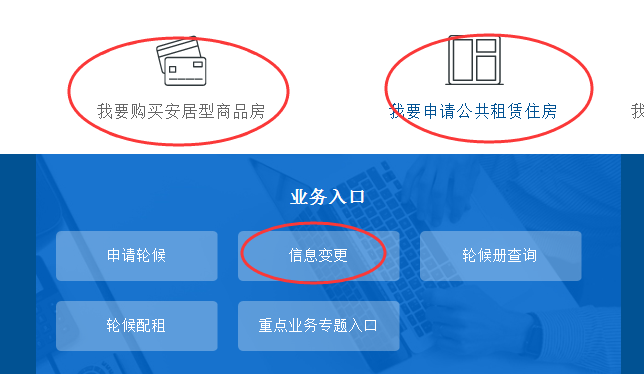 我要购买安居型商品房
我要申请公共租赁住房
我
业务入口
申请轮候
信息变更
轮候册查询
轮候配租
重点业务专题入口